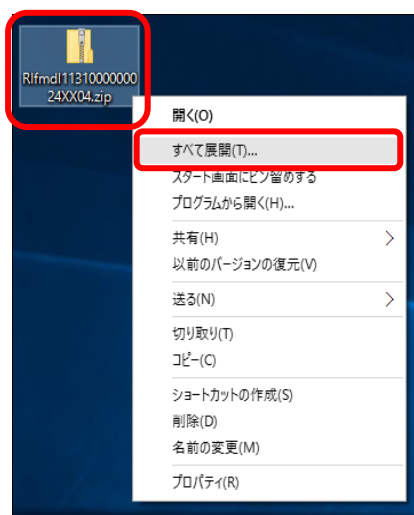 RIfmdl11310000000
24XX04.zip
開く(O)
すべて展開(T)...
スタート画面にピン留めする
プログラムから開く(H)...
共有(H)
以前のバージョンの復元(V)
送る(N)
切り取り(T)
コピー(C)
ショートカットの作成(S)
削除(D)
名前の変更(M)
プロパティ(R)